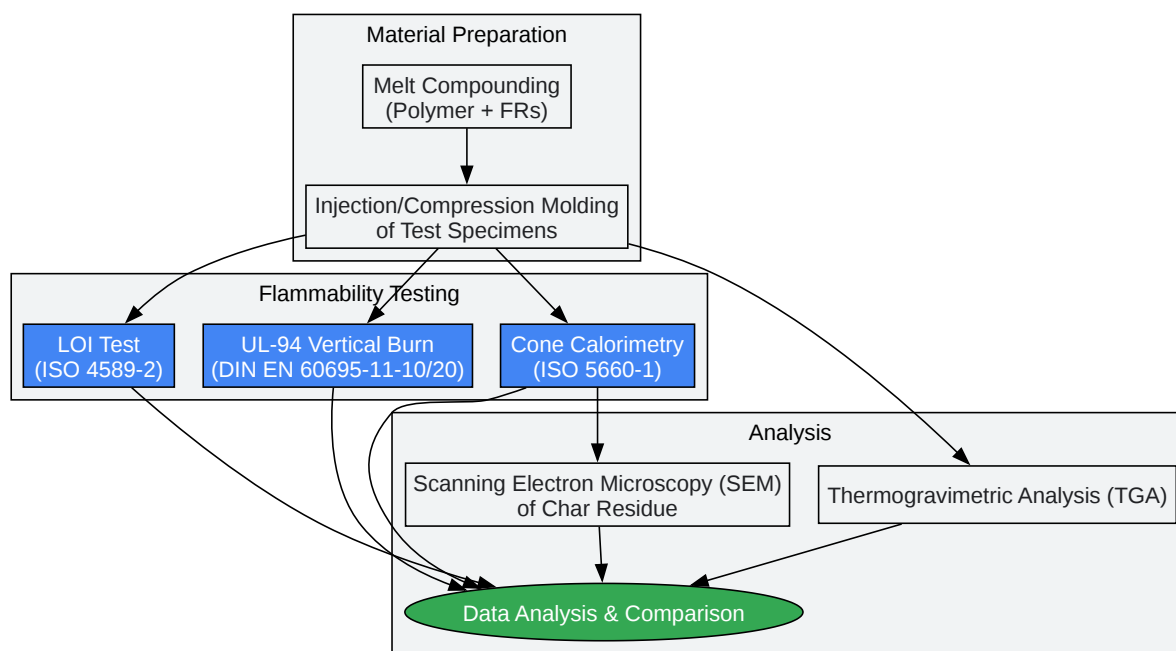 Material Preparation
Melt Compounding
(Polymer + FRs)
Injection/Compression Molding
of Test Specimens
Flammability Testing
LOI Test
(ISO 4589-2)
UL-94 Vertical Burn
(DIN EN 60695-11-10/20)
Cone Calorimetry
(ISO 5660-1)
Analysis
Scanning Electron Microscopy (SEM)
of Char Residue
Thermogravimetric Analysis (TGA)
Data Analysis & Comparison